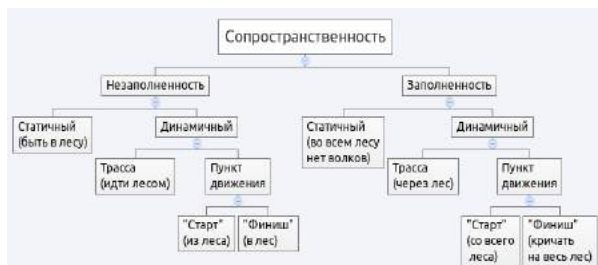 Сопространственность
Незаполненность
Заполненность
Статичный
(быть в лесу)
Динамичный
Статичный
(во всем лесу
нет волков)
Динамичный
Трасса
(идти лесом)
Пункт
движения
Трасса
(через лес)
Пункт
движения
"Старт"
(из леса)
"Финиш"
(в лес)
"Старт"
(со всего
леса)
"Финиш"
(кричать
на весь лес)